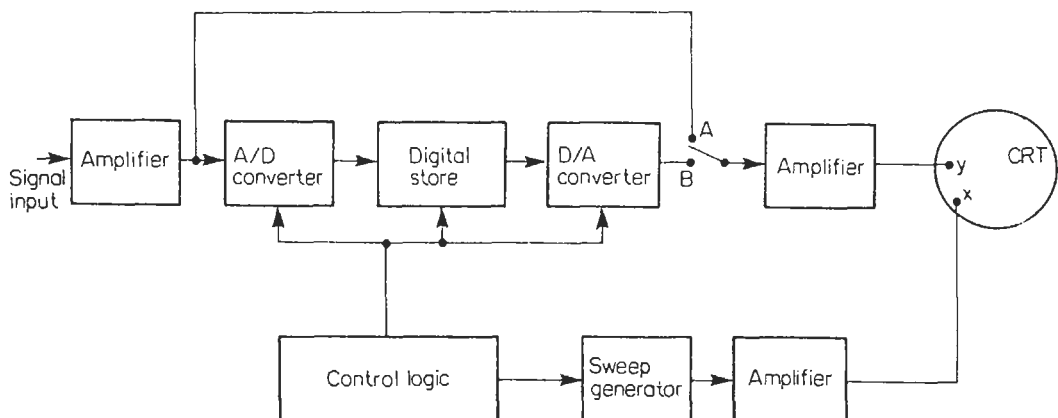 Signal
input
Amplifier
A/D
converter
Digital
store
D/A
converter
A
B
Amplifier
y
x
CRT
Control logic
Sweep
generator
Amplifier